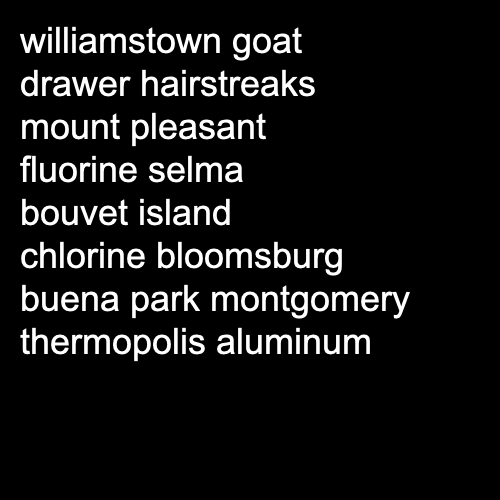 williamstown goat
drawer hairstreaks
mount pleasant
fluorine selma
bouvet island
chlorine bloomsburg
buena park montgomery
thermopolis aluminum